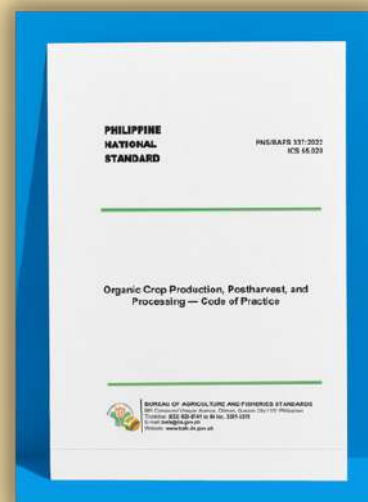 PHILIPPINE
NATIONAL
STANDARD
PNS/BAFS 337:2022
ICS 65.020
Organic Crop Production, Postharvest, and
Processing — Code of Practice
BUREAU OF AGRICULTURE AND FISHERIES STANDARDS